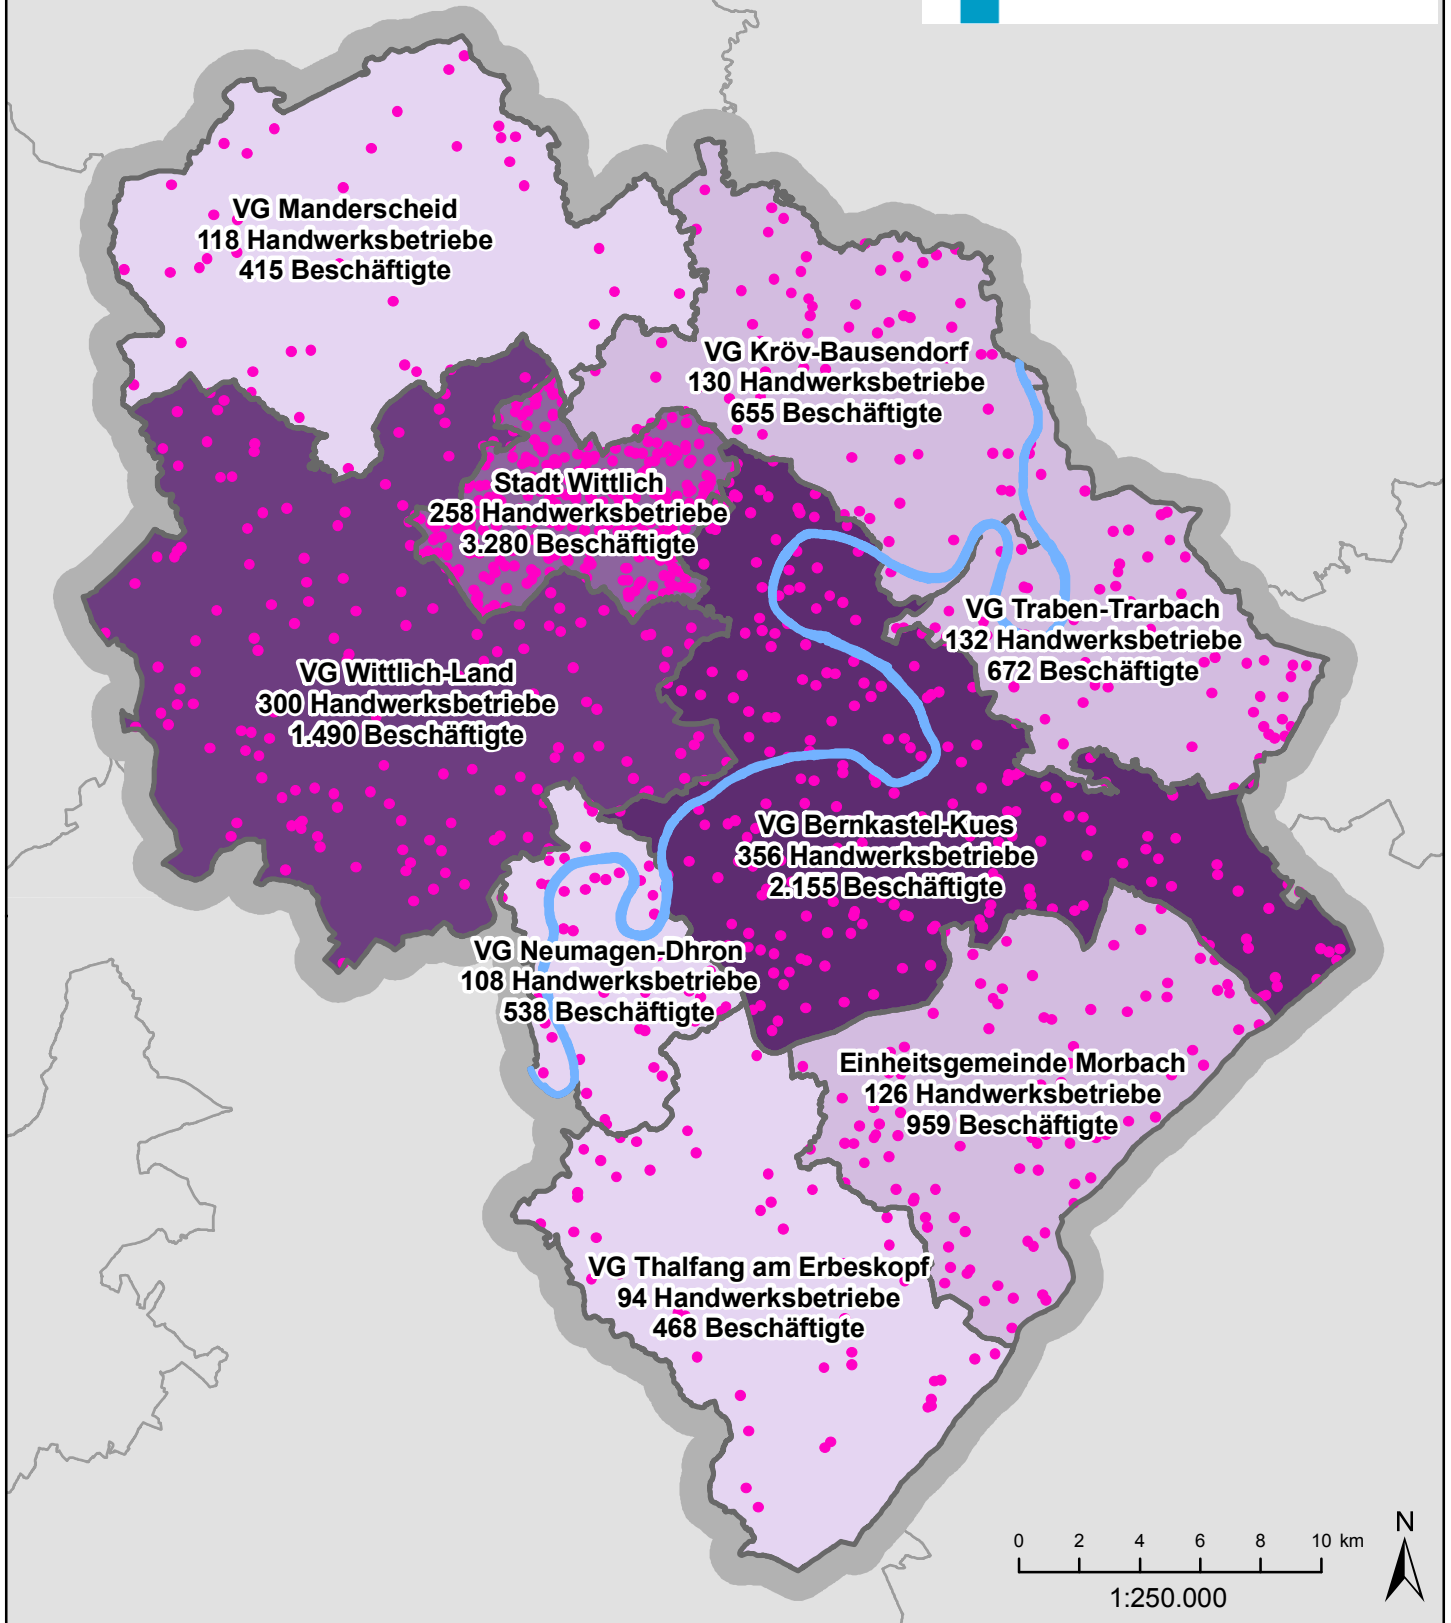 VG Manderscheid
118 Handwerksbetriebe
415 Beschäftigte
VG Kröv-Bausendorf
130 Handwerksbetriebe
655 Beschäftigte
Stadt Wittlich
258 Handwerksbetriebe
3.280 Beschäftigte
VG Traben-Trarbach
132 Handwerksbetriebe
672 Beschäftigte
VG Wittlich-Land
300 Handwerksbetriebe
1.490 Beschäftigte
VG Bernkastel-Kues
356 Handwerksbetriebe
2.155 Beschäftigte
VG Neumagen-Dhron
108 Handwerksbetriebe
538 Beschäftigte
Einheitsgemeinde Morbach
126 Handwerksbetriebe
959 Beschäftigte
VG Thalfang am Erbeskopf
94 Handwerksbetriebe
468 Beschäftigte
N
0 2 4 6 8 10 km
1:250.000